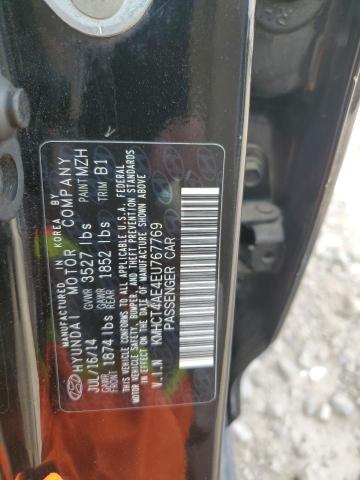 MANUFACTURED IN KOREA BY
HYUNDAI MOTOR COMPANY
JUL/16/14 GVWR 3527 lbs PAINT MZH
GAWR FRONT 1874 lbs GAWR REAR 1852 lbs TRIM B1
THIS VEHICLE CONFORMS TO ALL APPLICABLE U.S.A. FEDERAL
MOTOR VEHICLE SAFETY, BUMPER, AND THEFT PREVENTION STANDARDS
IN EFFECT ON THE DATE OF MANUFACTURE SHOWN ABOVE.
V.I.N KMHCT4AE4EU767769
PASSENGER CAR